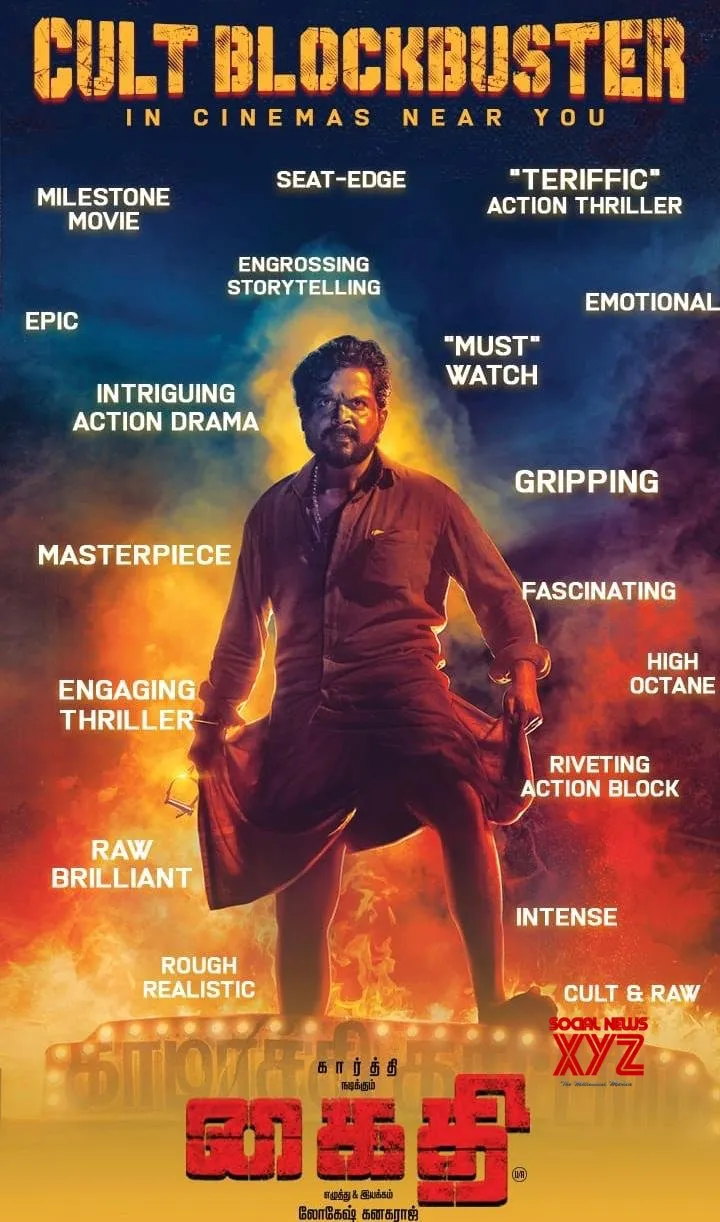 CULT BLOCKBUSTER
IN CINEMAS NEAR YOU
SEAT-EDGE
"TERIFFIC"
ACTION THRILLER
MILESTONE
MOVIE
ENGROSSING
STORYTELLING
EMOTIONAL
EPIC
"MUST"
WATCH
INTRIGUING
ACTION DRAMA
GRIPPING
MASTERPIECE
FASCINATING
HIGH
OCTANE
ENGAGING
THRILLER
RIVETING
ACTION BLOCK
RAW
BRILLIANT
INTENSE
ROUGH
REALISTIC
CULT & RAW
SOCIAL NEWS
XYZ
கார்த்தி
நடிக்கும்
கைதி
U/A
எழுத்து & இயக்கம்
லோகேஷ் கனகராஜ்